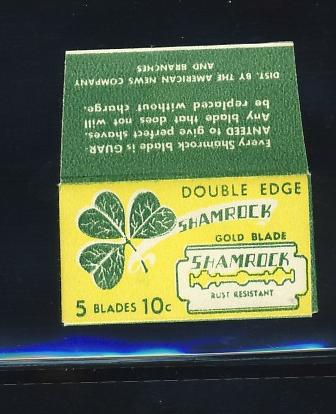 Every Shamrock blade is GUAR-
ANTEED to give perfect shaves.
Any blade that does not will
be replaced without charge.
DIST. BY THE AMERICAN NEWS COMPANY
AND BRANCHES
DOUBLE EDGE
SHAMROCK
GOLD BLADE
SHAMROCK
RUST RESISTANT
5 BLADES 10c